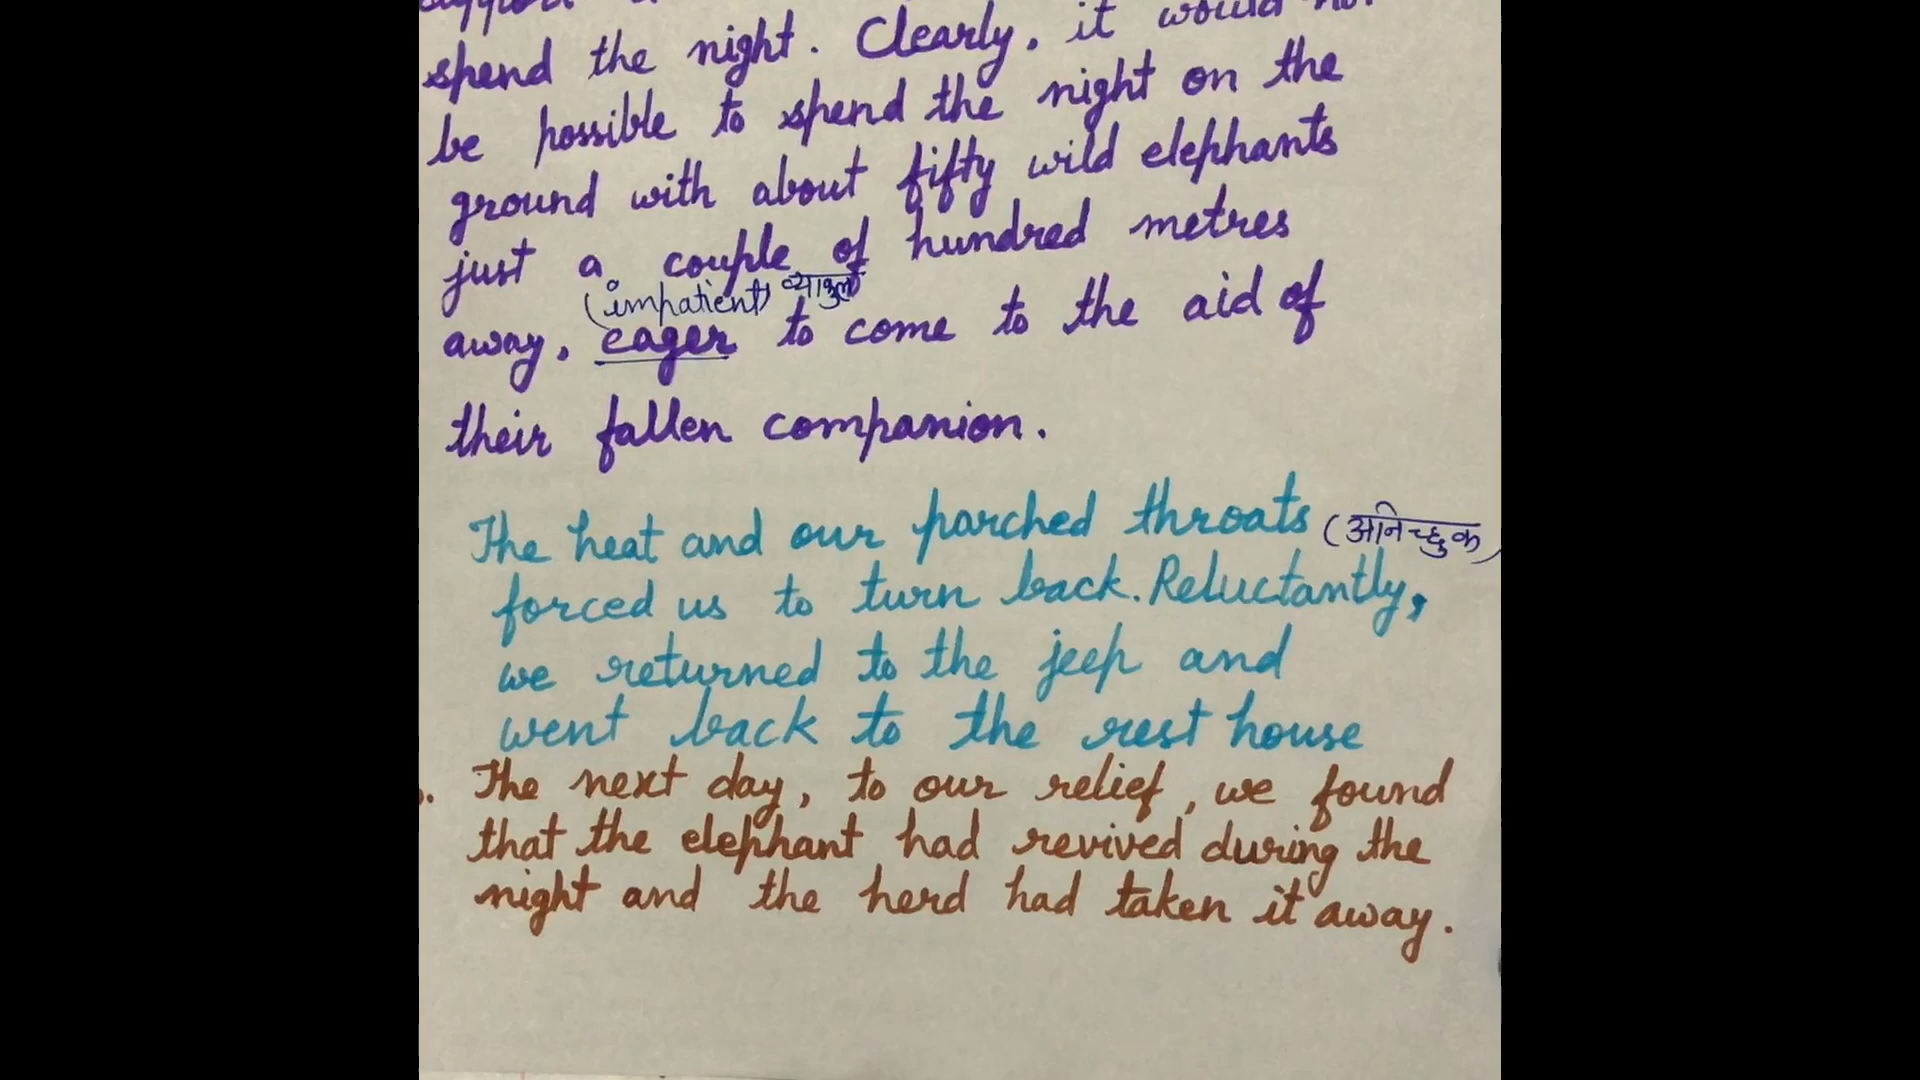 spend the night. Clearly, it would
be possible to spend the night on the
ground with about fifty wild elephants
just a couple of hundred metres
(impatient) व्याकुल
away, eager to come to the aid of
their fallen companion.
The heat and our parched throats (अनिच्छुक)
forced us to turn back. Reluctantly,
we returned to the jeep and
went back to the rest house
The next day, to our relief, we found
that the elephant had revived during the
night and the herd had taken it away.